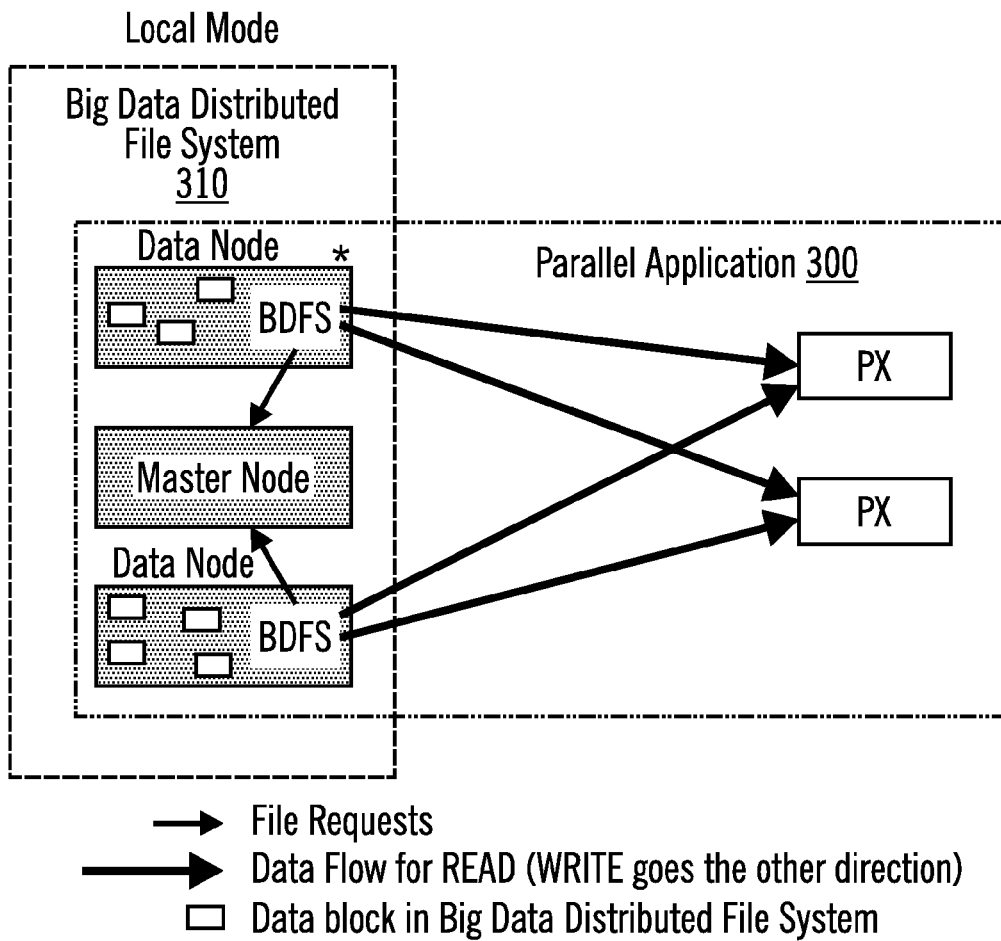 Local Mode
Big Data Distributed
File System
310
Data Node *
BDFS
Master Node
Data Node
BDFS
Parallel Application 300
PX
PX
File Requests
Data Flow for READ (WRITE goes the other direction)
Data block in Big Data Distributed File System